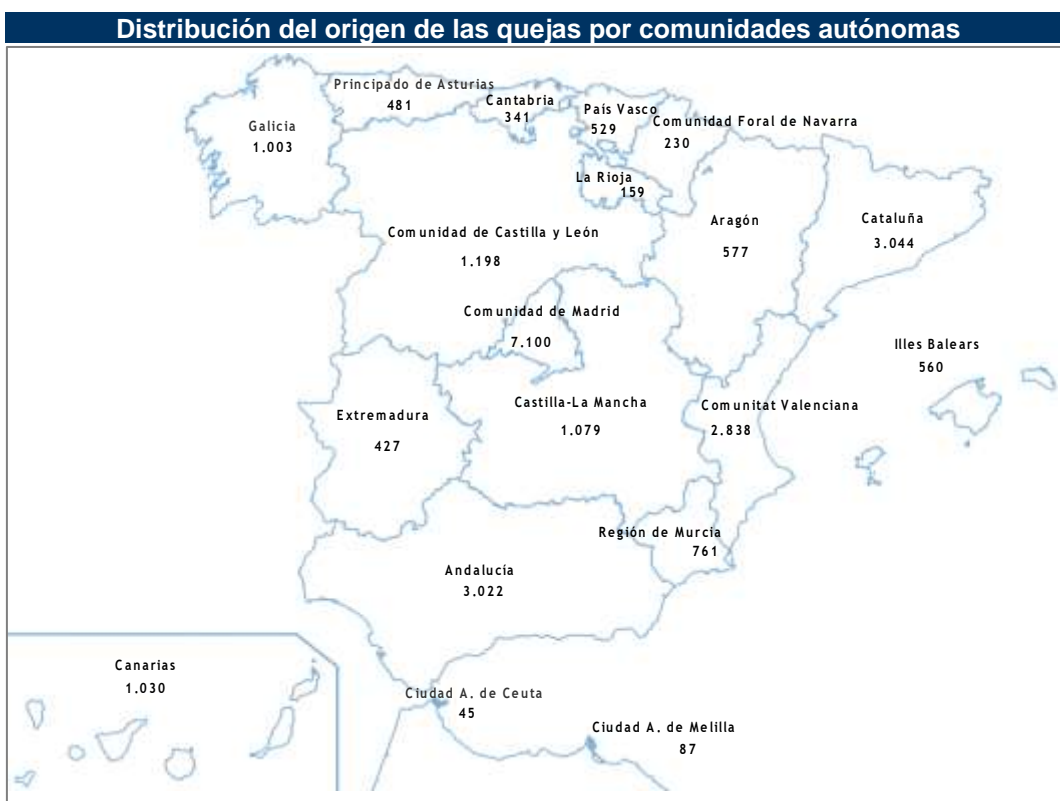 Distribución del origen de las quejas por comunidades autónomas
Principado de Asturias
481
Cantabria
341
País Vasco
529
Comunidad Foral de Navarra
230
Galicia
1.003
La Rioja
159
Aragón
577
Cataluña
3.044
Comunidad de Castilla y León
1.198
Comunidad de Madrid
7.100
Illes Balears
560
Extremadura
427
Castilla-La Mancha
1.079
Comunitat Valenciana
2.838
Región de Murcia
761
Andalucía
3.022
Canarias
1.030
Ciudad A. de Ceuta
45
Ciudad A. de Melilla
87